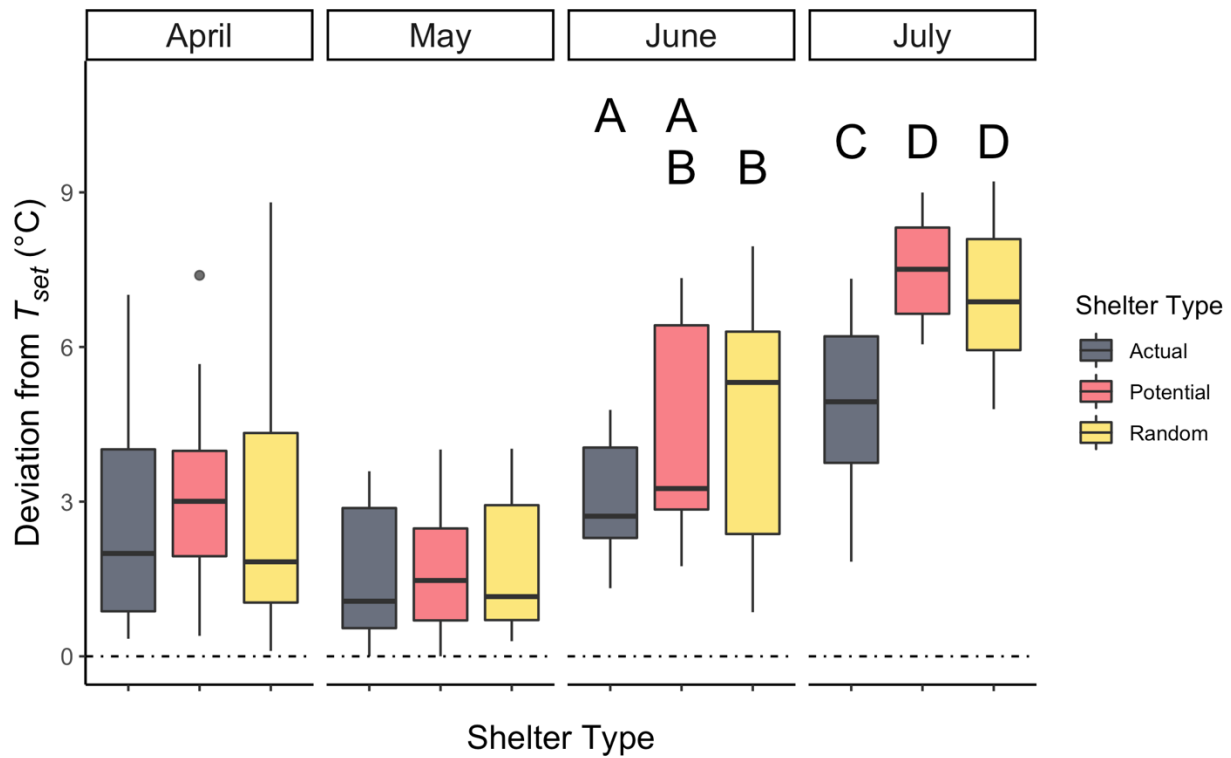 April May June July
A A C D D
B B
9
6
3
0
Deviation from Tset (°C)
Shelter Type
Shelter Type
Actual
Potential
Random